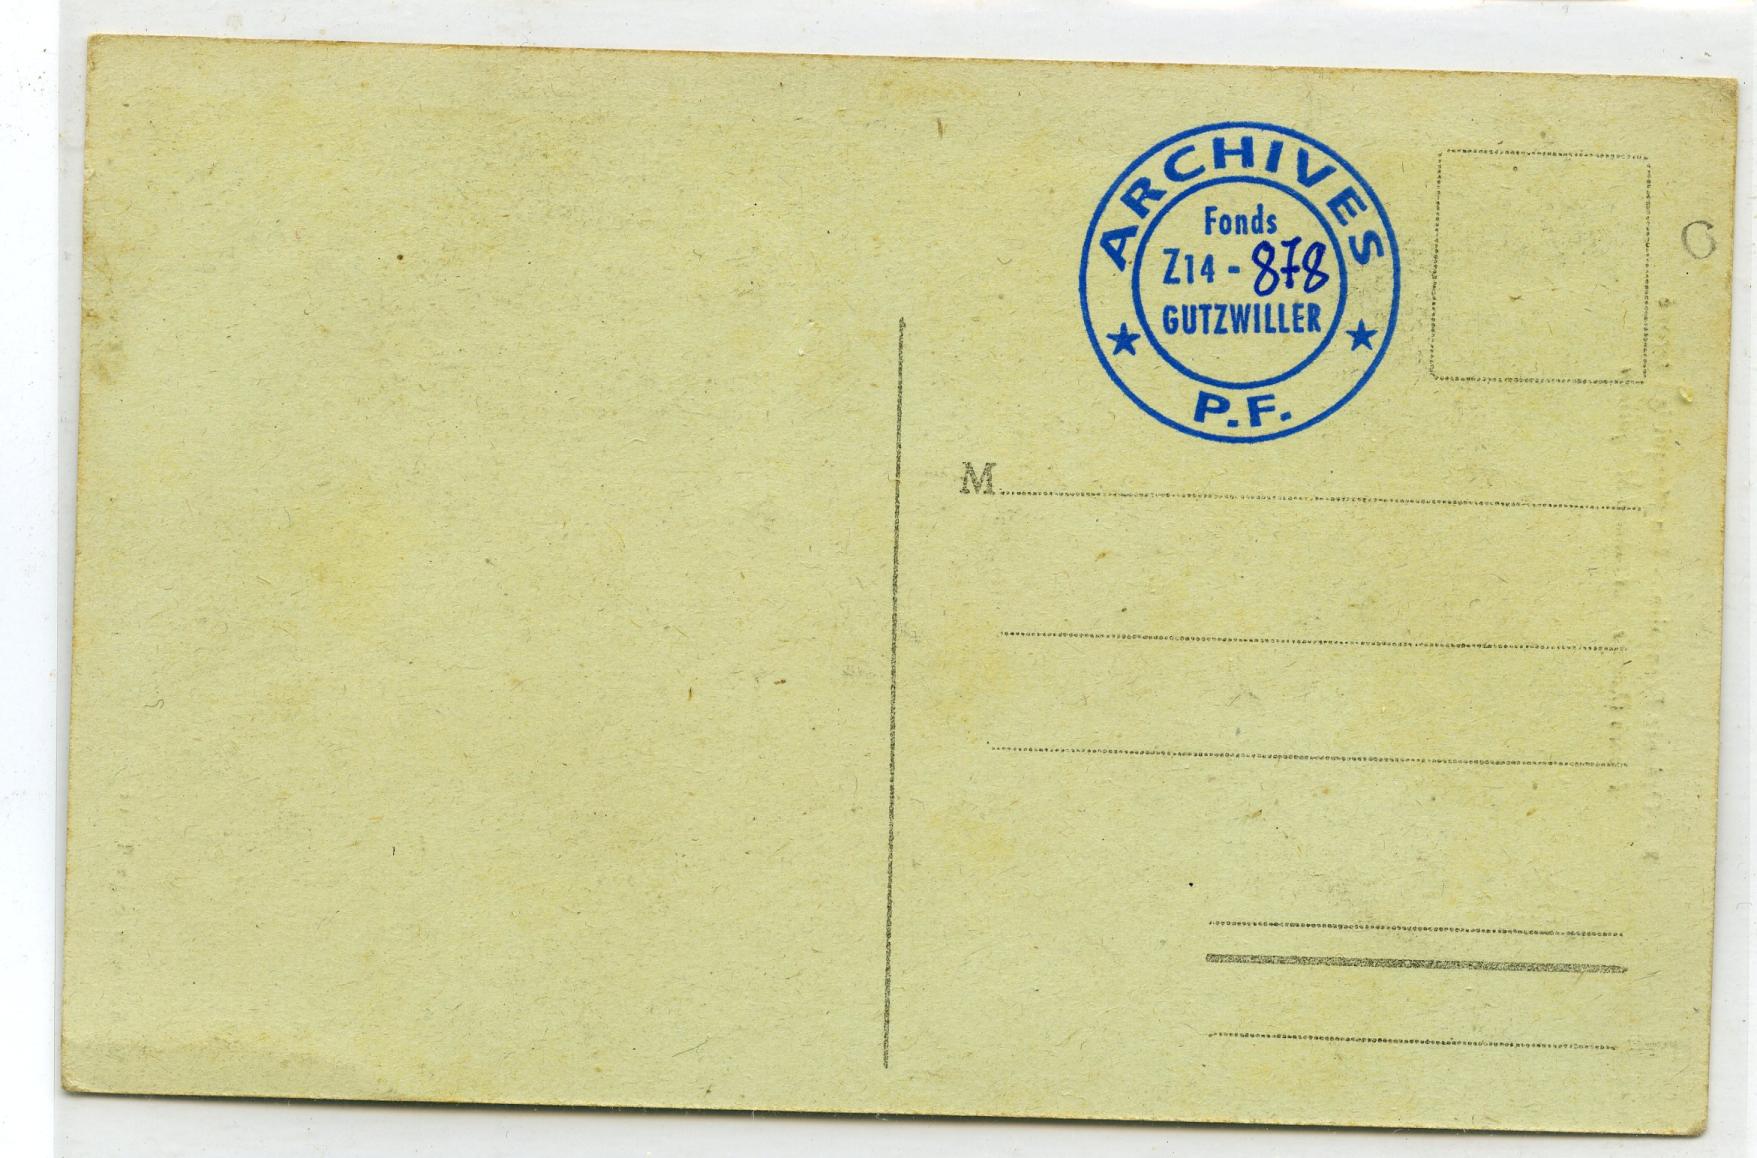 ARCHIVES
Fonds
Z14 - 878
GUTZWILLER
P.F.
M